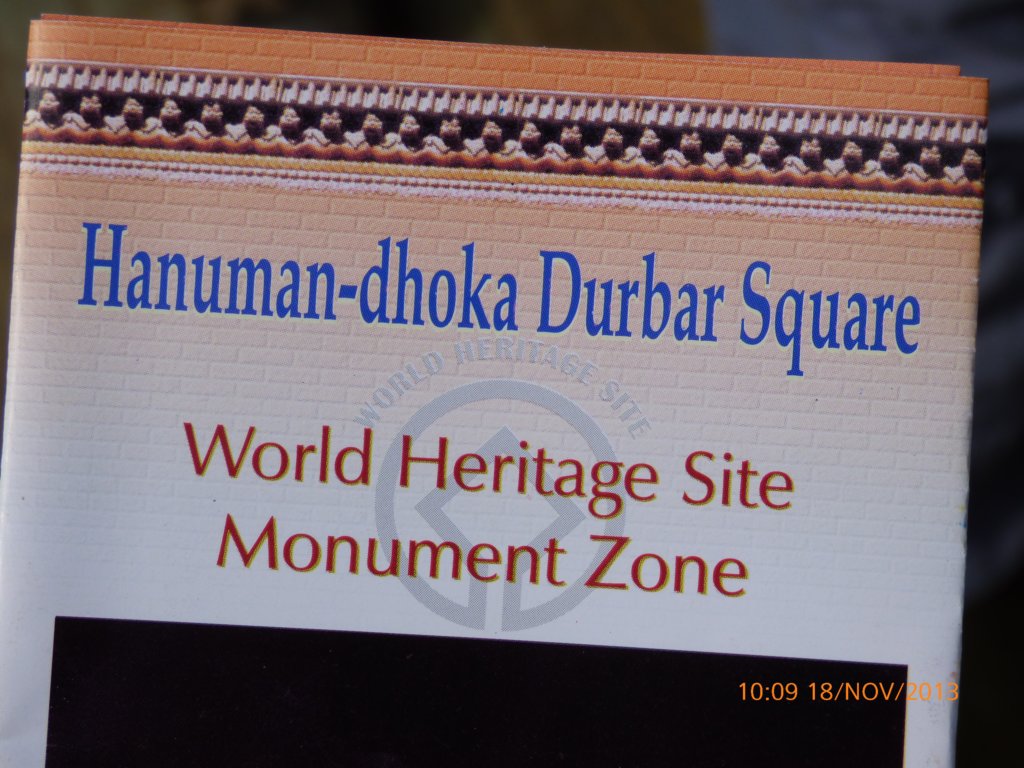 Hanuman-dhoka Durbar Square
WORLD HERITAGE SITE
World Heritage Site
Monument Zone
10:09 18/NOV/2013